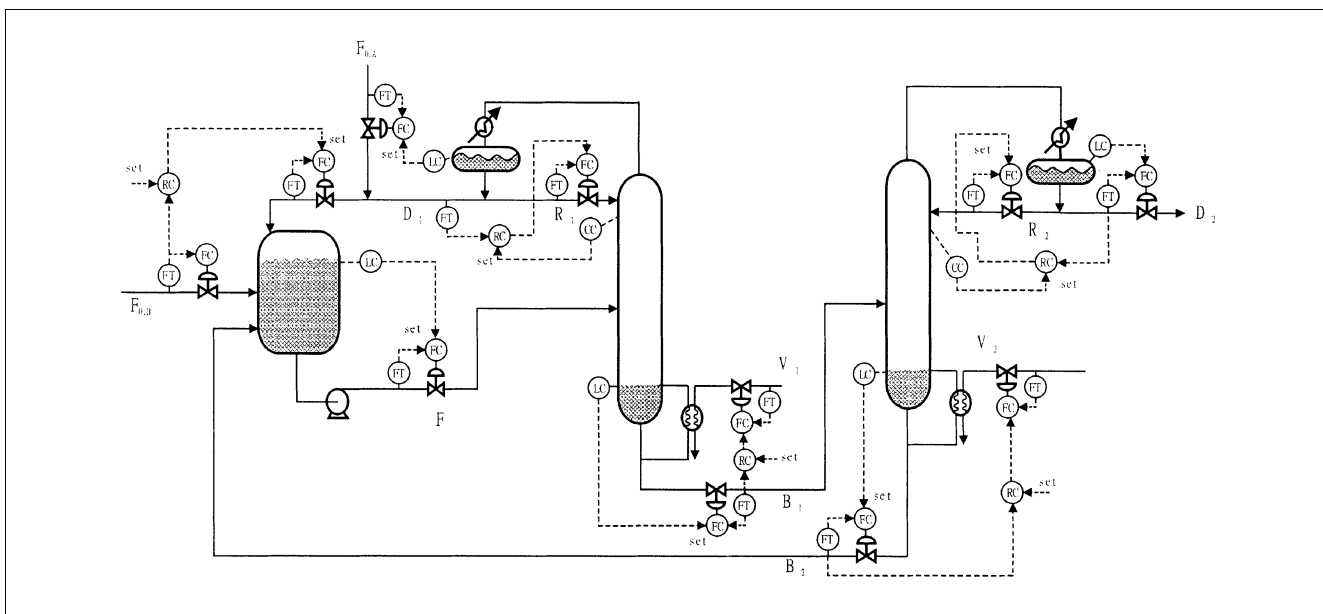 F0,A
FT
FC
set
LC
set
FC
FT
set
RC
FC
FT
F0,B
D1
FT
RC
set
FT
FC
R1
CC
LC
set
FC
FT
F
LC
V1
FT
FC
RC
set
FT
FC
set
B1
set
FC
FT
LC
FC
FT
R2
D2
CC
RC
set
V2
FT
FC
RC
set
LC
set
FC
FT
B2